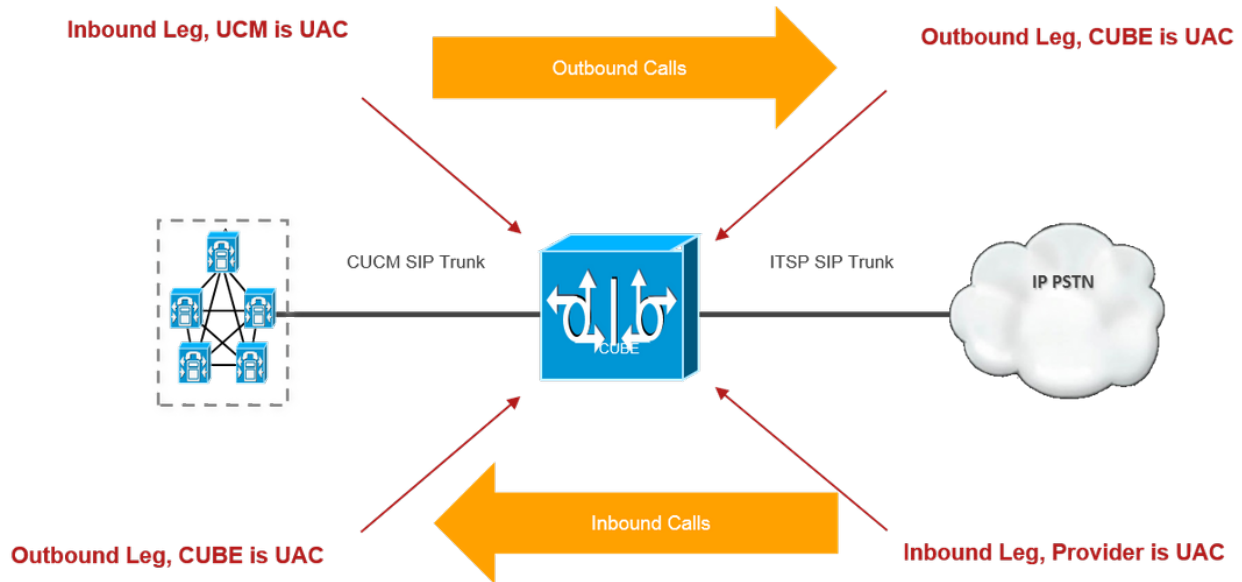 Inbound Leg, UCM is UAC
Outbound Leg, CUBE is UAC
Outbound Calls
CUCM SIP Trunk
ITSP SIP Trunk
IP PSTN
CUBE
Inbound Calls
Outbound Leg, CUBE is UAC
Inbound Leg, Provider is UAC